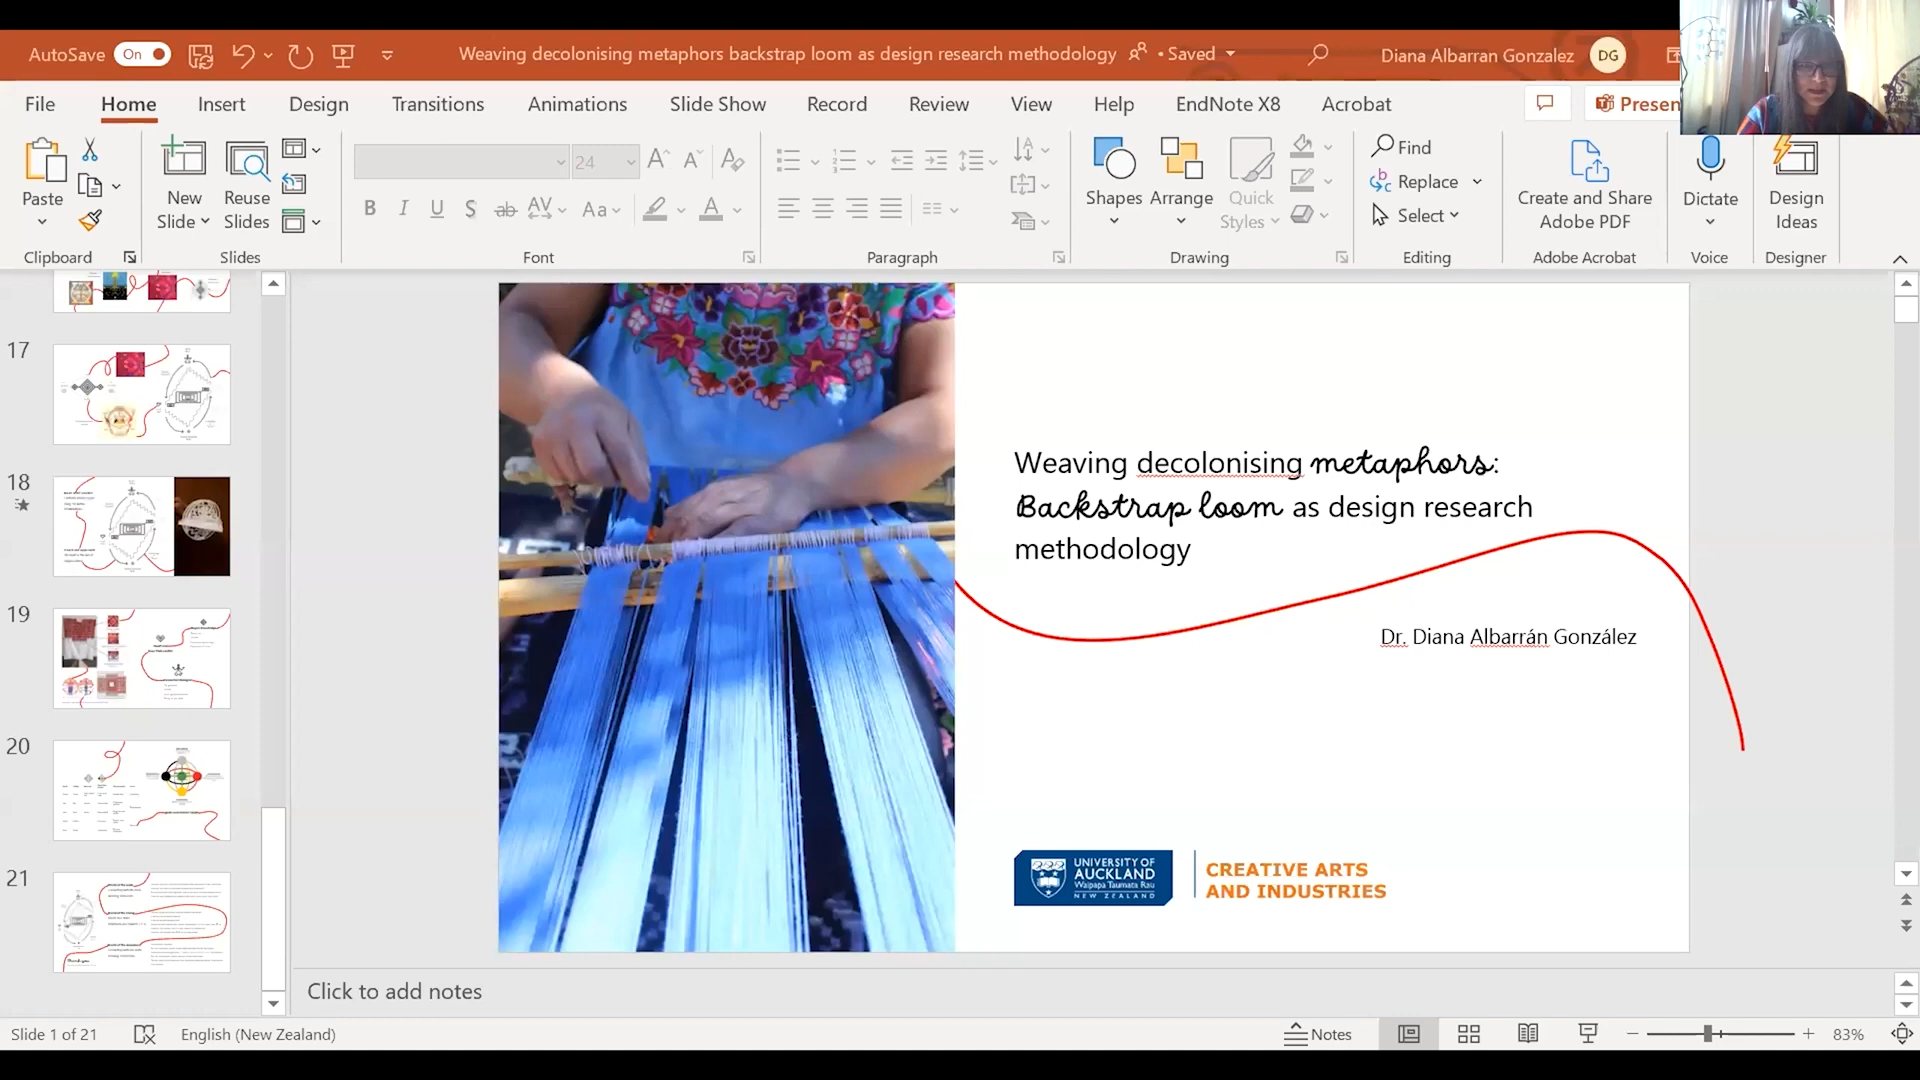 AutoSave On
Weaving decolonising metaphors backstrap loom as design research methodology • Saved
Diana Albarran Gonzalez DG
File Home Insert Design Transitions Animations Slide Show Record Review View Help EndNote X8 Acrobat
Presen
Paste
New Slide
Reuse Slides
24
Shapes Arrange Quick Styles
Find
Replace
Select
Create and Share Adobe PDF
Dictate
Design Ideas
Clipboard Slides Font Paragraph Drawing Editing Adobe Acrobat Voice Designer
17
18
19
20
21
Weaving decolonising metaphors:
Backstrap loom as design research
methodology
Dr. Diana Albarrán González
UNIVERSITY OF
AUCKLAND
Waipapa Taumata Rau
NEW ZEALAND
CREATIVE ARTS
AND INDUSTRIES
Click to add notes
Slide 1 of 21 English (New Zealand) Notes 83%